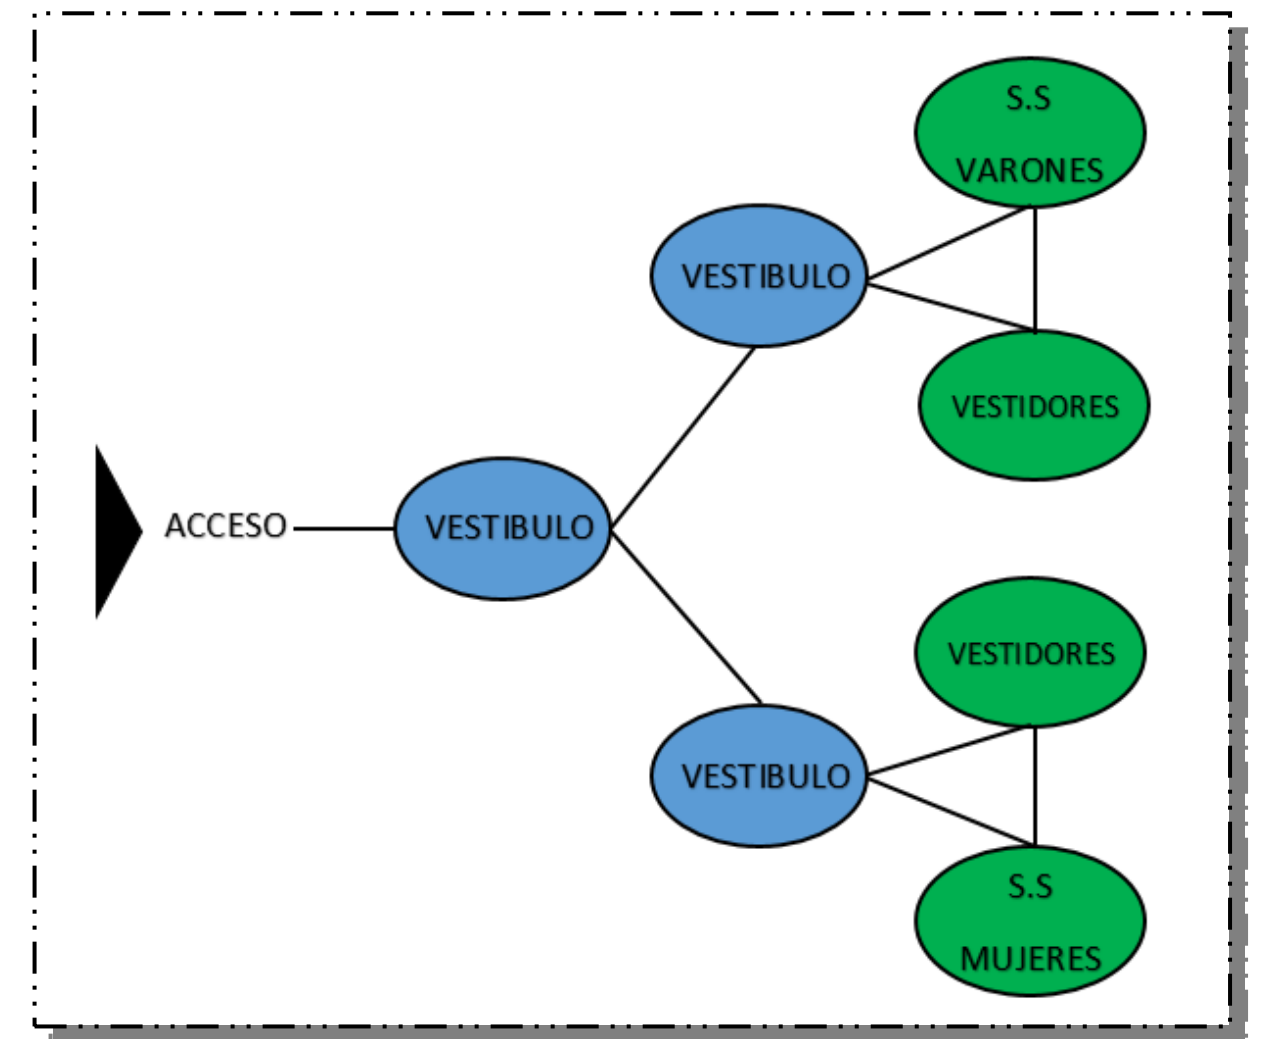 S.S
VARONES
VESTIBULO
VESTIDORES
ACCESO
VESTIBULO
VESTIDORES
VESTIBULO
S.S
MUJERES